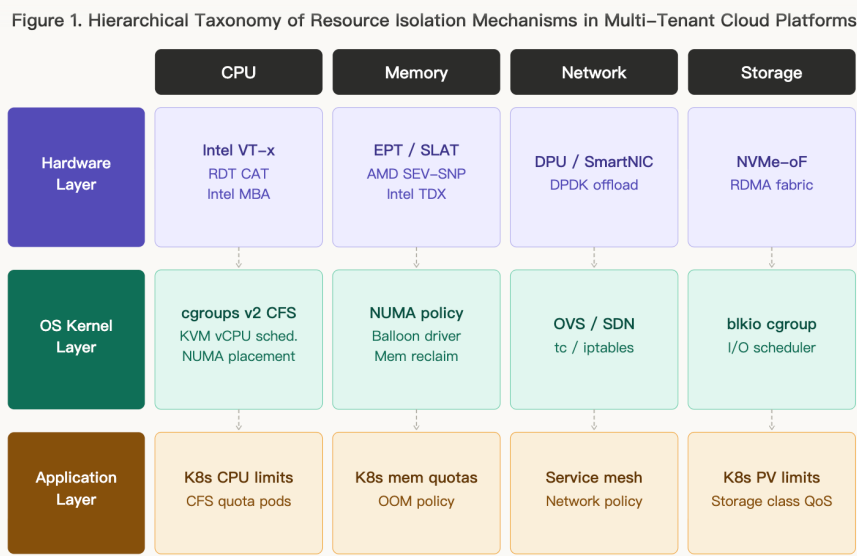 Figure 1. Hierarchical Taxonomy of Resource Isolation Mechanisms in Multi-Tenant Cloud Platforms
CPU
Memory
Network
Storage
Hardware
Layer
Intel VT-x
RDT CAT
Intel MBA
EPT / SLAT
AMD SEV-SNP
Intel TDX
DPU / SmartNIC
DPDK offload
NVMe-oF
RDMA fabric
OS Kernel
Layer
cgroups v2 CFS
KVM vCPU sched.
NUMA placement
NUMA policy
Balloon driver
Mem reclaim
OVS / SDN
tc / iptables
blkio cgroup
I/O scheduler
Application
Layer
K8s CPU limits
CFS quota pods
K8s mem quotas
OOM policy
Service mesh
Network policy
K8s PV limits
Storage class QoS